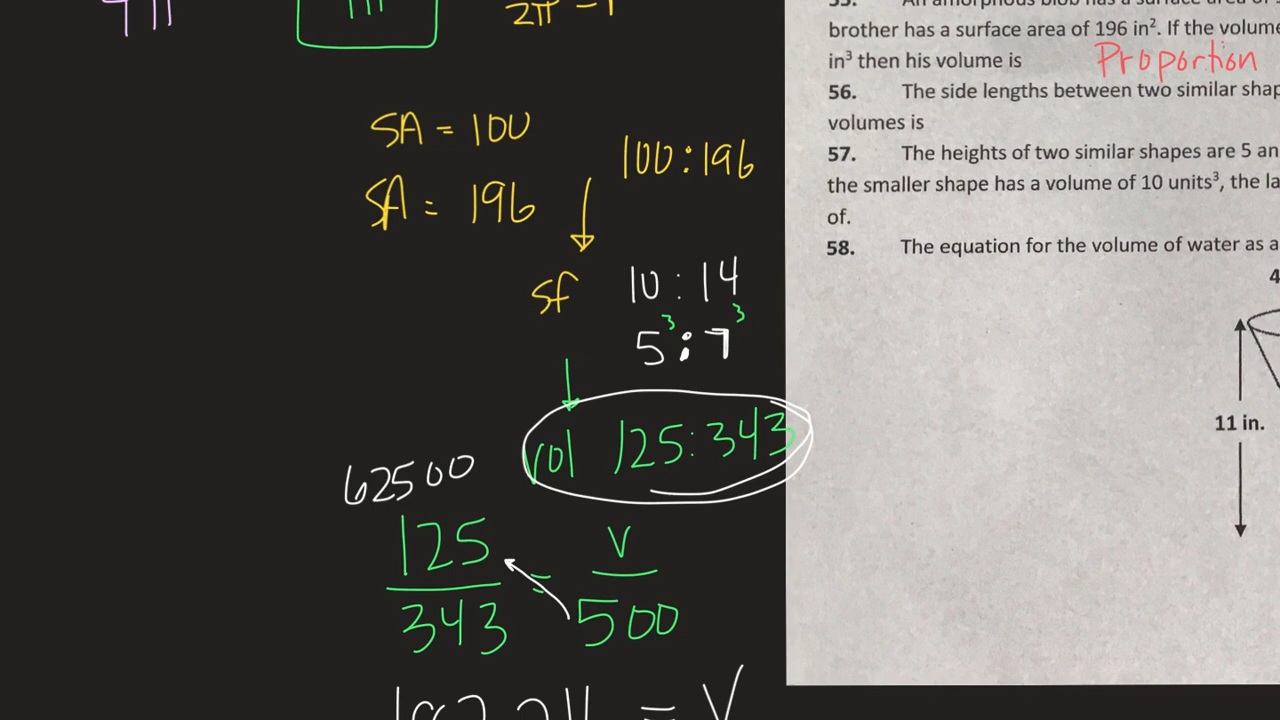 SA = 100
SA = 196
100:196
sf 10 : 14
5³ : 7³
vol 125:343
62500
125/343 = V/500
= V
brother has a surface area of 196 in². If the volume
in³ then his volume is
Proportion
56. The side lengths between two similar shap
volumes is
57. The heights of two similar shapes are 5 an
the smaller shape has a volume of 10 units³, the la
of.
58. The equation for the volume of water as a
4
11 in.